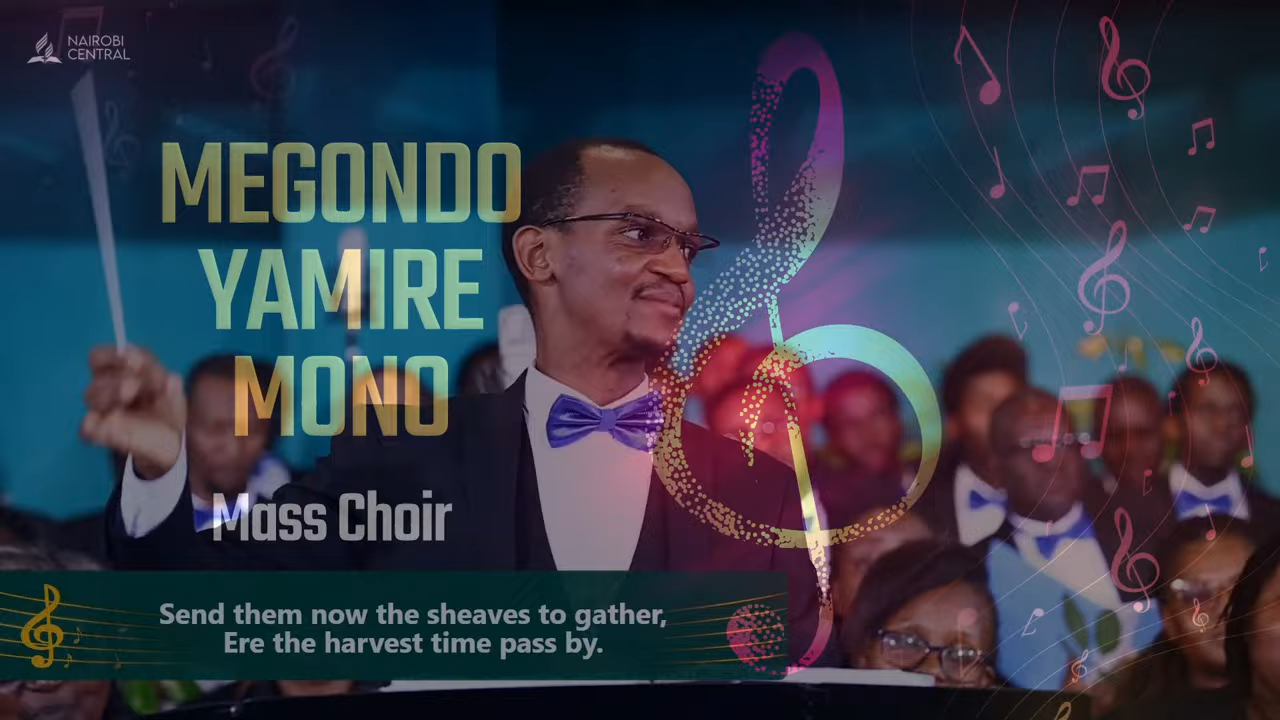 NAIROBI
CENTRAL
MEGONDO
YAMIRE
MONO
Mass Choir
Send them now the sheaves to gather,
Ere the harvest time pass by.